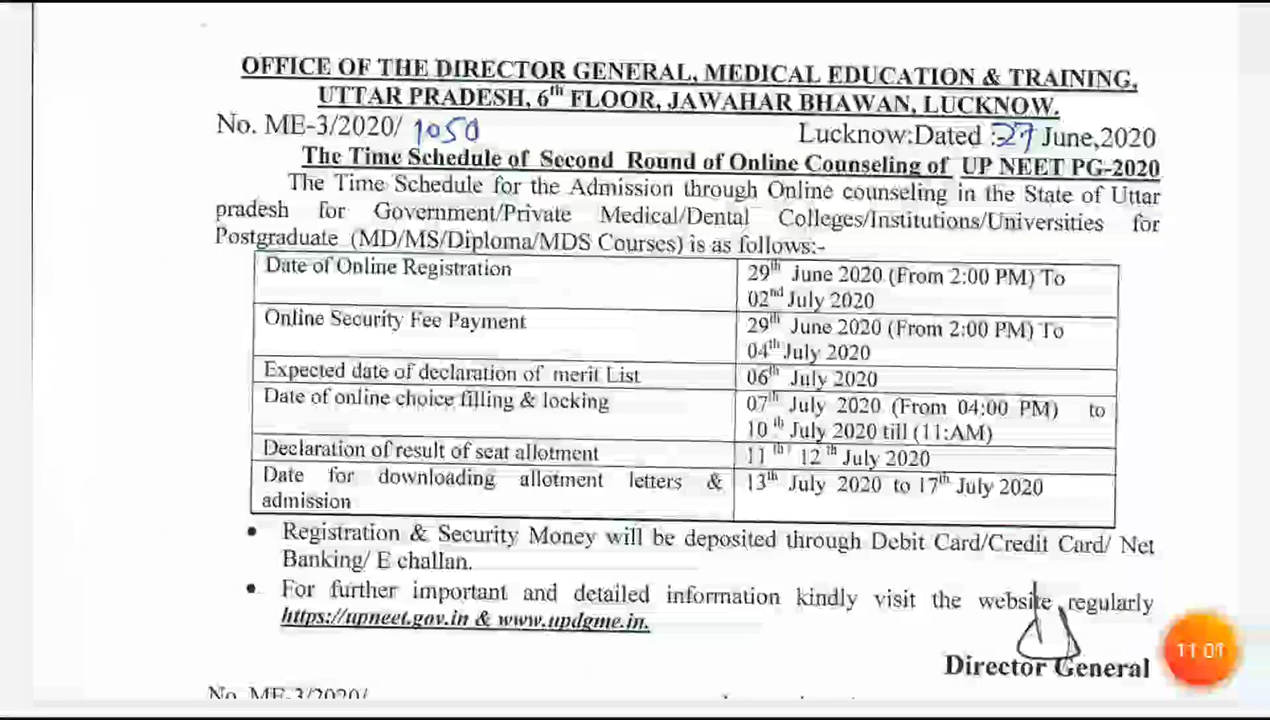 OFFICE OF THE DIRECTOR GENERAL, MEDICAL EDUCATION & TRAINING,
UTTAR PRADESH, 6th FLOOR, JAWAHAR BHAWAN, LUCKNOW.
No. ME-3/2020/ 1050 Lucknow:Dated :27 June,2020
The Time Schedule of Second Round of Online Counseling of UP NEET PG-2020
The Time Schedule for the Admission through Online counseling in the State of Uttar
pradesh for Government/Private Medical/Dental Colleges/Institutions/Universities for
Postgraduate (MD/MS/Diploma/MDS Courses) is as follows:-
Date of Online Registration 29th June 2020 (From 2:00 PM) To
02nd July 2020
Online Security Fee Payment 29th June 2020 (From 2:00 PM) To
04th July 2020
Expected date of declaration of merit List 06th July 2020
Date of online choice filling & locking 07th July 2020 (From 04:00 PM) to
10th July 2020 till (11:AM)
Declaration of result of seat allotment 11th 12th July 2020
Date for downloading allotment letters & 13th July 2020 to 17th July 2020
admission
• Registration & Security Money will be deposited through Debit Card/Credit Card/ Net
Banking/ E challan.
• For further important and detailed information kindly visit the website regularly
https://upneet.gov.in & www.updgme.in.
Director General
11:01
No. ME-3/2020/